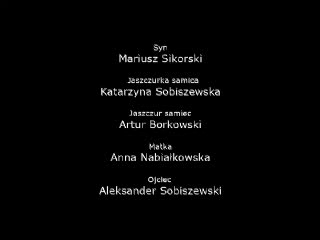 Syn
Mariusz Sikorski
Jaszczurka samica
Katarzyna Sobiszewska
Jaszczur samiec
Artur Borkowski
Matka
Anna Nabiałkowska
Ojciec
Aleksander Sobiszewski